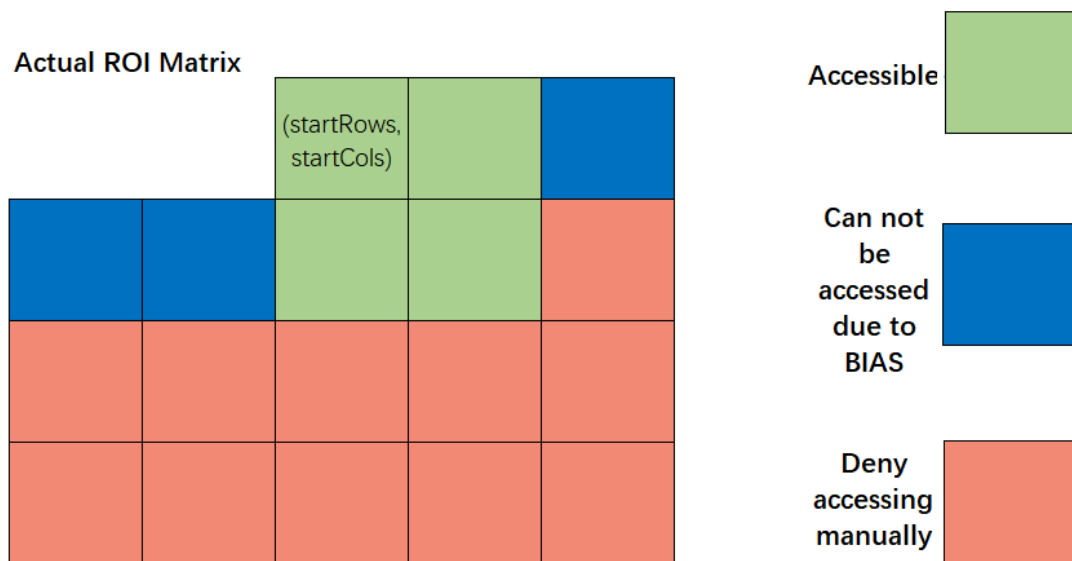 Actual ROI Matrix
(startRows,
startCols)
Accessible
Can not
be
accessed
due to
BIAS
Deny
accessing
manually